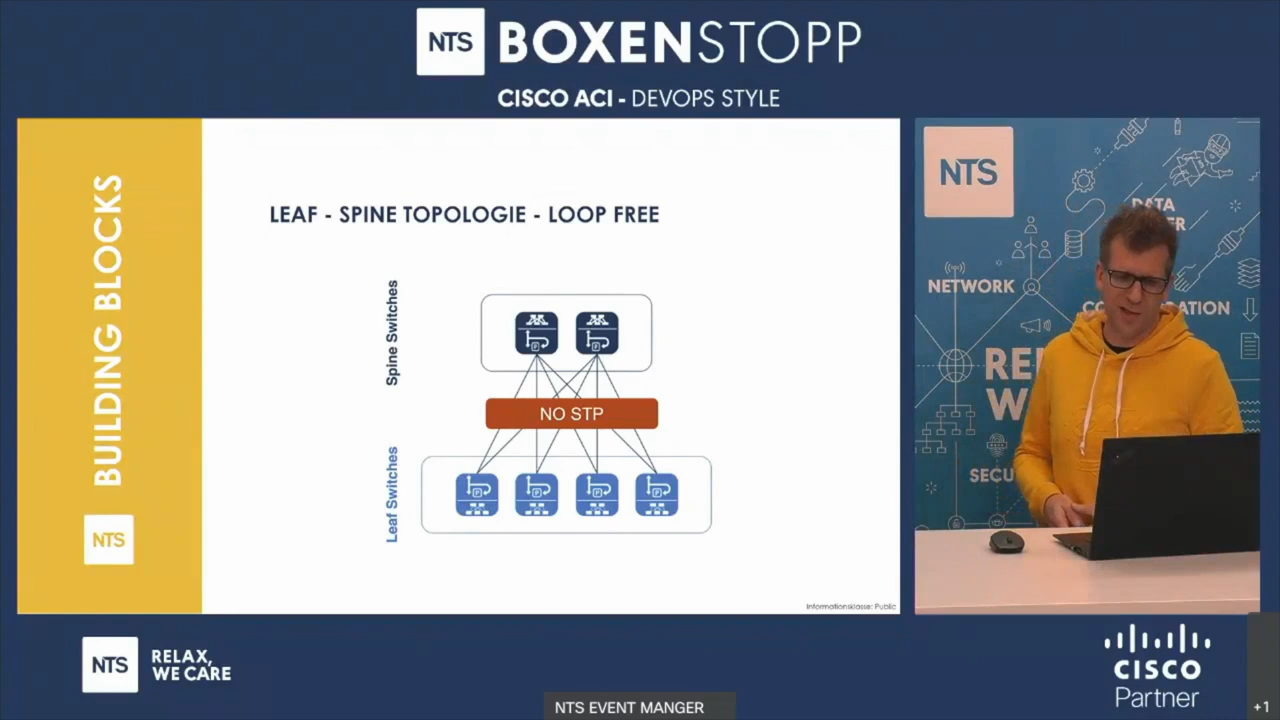 NTS BOXENSTOPP
CISCO ACI - DEVOPS STYLE
BUILDING BLOCKS
NTS
LEAF - SPINE TOPOLOGIE - LOOP FREE
Spine Switches
NO STP
Leaf Switches
Informationsklasse: Public
NTS
DATA
NETWORK
NTS RELAX,
WE CARE
CISCO
Partner
NTS EVENT MANGER
+1